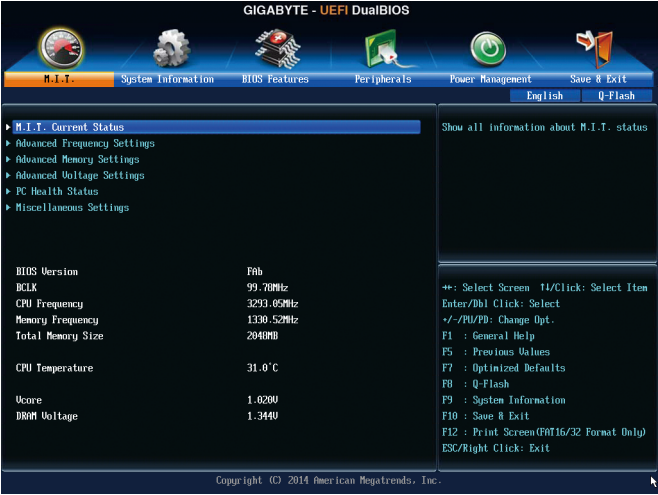 GIGABYTE - UEFI DualBIOS
M.I.T. System Information BIOS Features Peripherals Power Management Save & Exit
English Q-Flash
M.I.T. Current Status
Advanced Frequency Settings
Advanced Memory Settings
Advanced Voltage Settings
PC Health Status
Miscellaneous Settings
BIOS Version FAb
BCLK 99.78MHz
CPU Frequency 3293.05MHz
Memory Frequency 1330.52MHz
Total Memory Size 2048MB
CPU Temperature 31.0°C
Vcore 1.020V
DRAM Voltage 1.344V
Show all information about M.I.T. status
→←: Select Screen ↑↓/Click: Select Item
Enter/Dbl Click: Select
+/-/PU/PD: Change Opt.
F1 : General Help
F5 : Previous Values
F7 : Optimized Defaults
F8 : Q-Flash
F9 : System Information
F10 : Save & Exit
F12 : Print Screen(FAT16/32 Format Only)
ESC/Right Click: Exit
Copyright (C) 2014 American Megatrends, Inc.